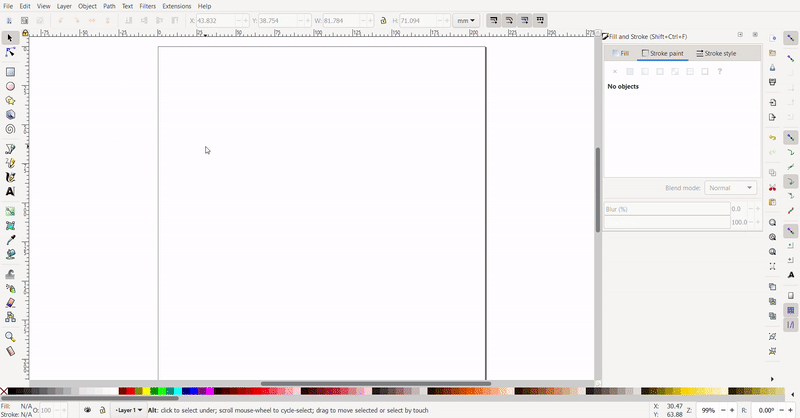 File Edit View Layer Object Path Text Filters Extensions Help
X: 43.832 Y: 38.754 W: 81.784 H: 71.094 mm
Fill and Stroke (Shift+Ctrl+F)
Fill Stroke paint Stroke style
?
No objects
Blend mode: Normal
Blur (%) 0.0
100.0
Fill: N/A
Stroke: N/A
O: 100
Layer 1
Alt: click to select under; scroll mouse-wheel to cycle-select; drag to move selected or select by touch
X: 30.47
Y: 63.88
Z: 99%
R: 0.00°